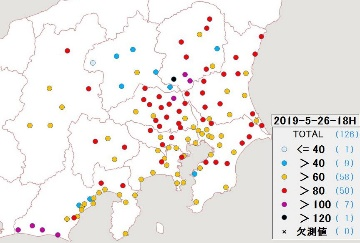 2019-5-26-18H
TOTAL (126)
<= 40 ( 1)
> 40 ( 9)
> 60 ( 58)
> 80 ( 50)
> 100 ( 7)
> 120 ( 1)
× 欠測値 ( 0)